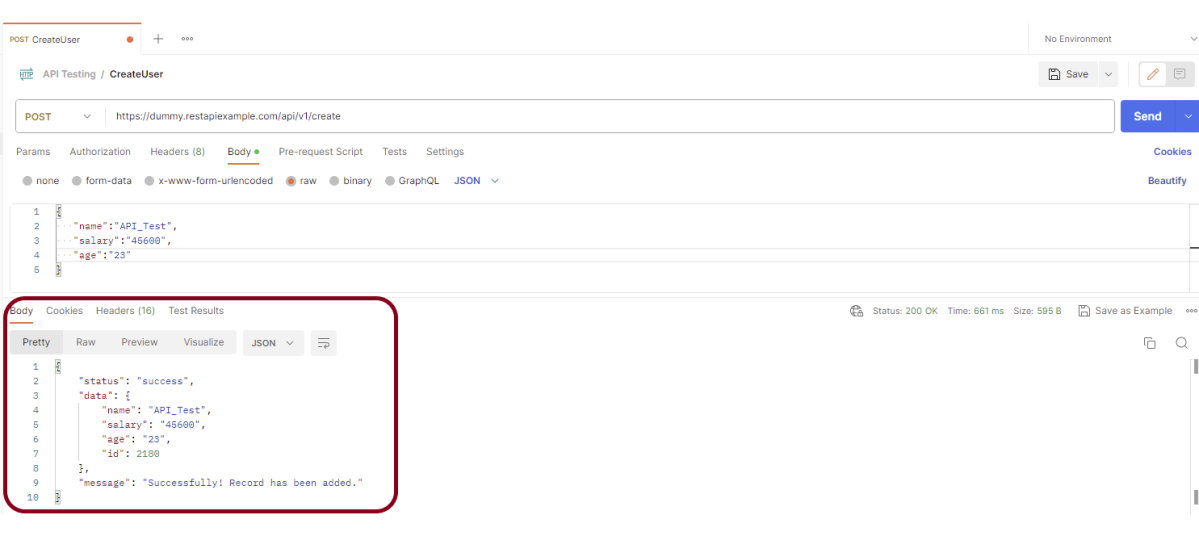 POST CreateUser
No Environment
HTTP API Testing / CreateUser
Save
POST https://dummy.restapiexample.com/api/v1/create Send
Params Authorization Headers (8) Body Pre-request Script Tests Settings Cookies
none form-data x-www-form-urlencoded raw binary GraphQL JSON Beautify
1 {
2 "name":"API_Test",
3 "salary":"45600",
4 "age":"23"
5 }
Body Cookies Headers (16) Test Results Status: 200 OK Time: 661 ms Size: 595 B Save as Example
Pretty Raw Preview Visualize JSON
1 {
2 "status": "success",
3 "data": {
4 "name": "API_Test",
5 "salary": "45600",
6 "age": "23",
7 "id": 2180
8 },
9 "message": "Successfully! Record has been added."
10 }